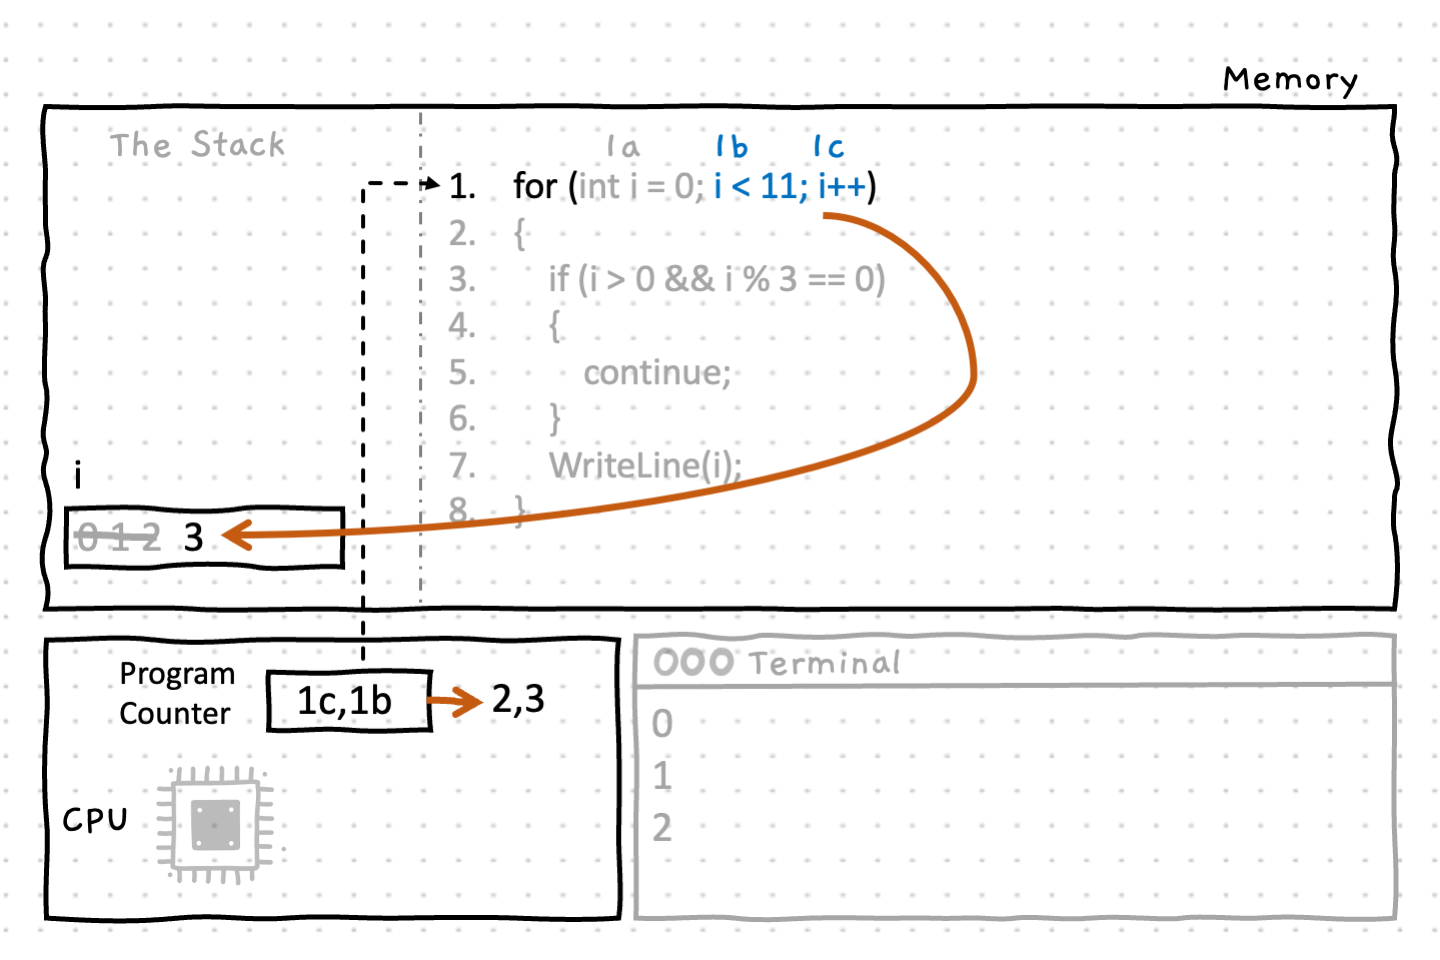 Memory
The Stack
1a 1b 1c
1. for (int i = 0; i < 11; i++)
2. {
3. if (i > 0 && i % 3 == 0)
4. {
5. continue;
6. }
7. WriteLine(i);
8. }
i
0 1 2 3
Program
Counter
1c,1b
2,3
CPU
Terminal
0
1
2